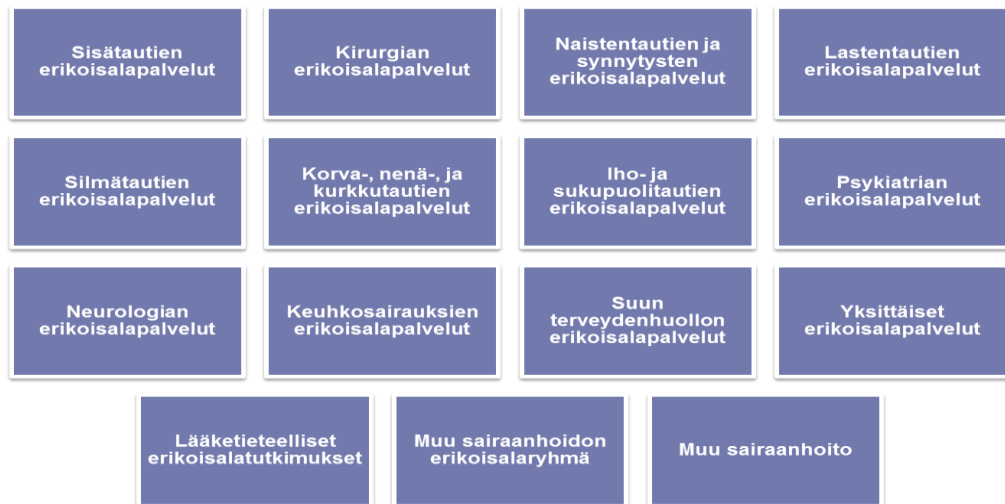 Sisätautien
erikoisalapalvelut
Kirurgian
erikoisalapalvelut
Naistentautien ja
synnytysten
erikoisalapalvelut
Lastentautien
erikoisalapalvelut
Silmätautien
erikoisalapalvelut
Korva-, nenä-, ja
kurkkutautien
erikoisalapalvelut
Iho- ja
sukupuolitautien
erikoisalapalvelut
Psykiatrian
erikoisalapalvelut
Neurologian
erikoisalapalvelut
Keuhkosairauksien
erikoisalapalvelut
Suun
terveydenhuollon
erikoisalapalvelut
Yksittäiset
erikoisalapalvelut
Lääketieteelliset
erikoisalatutkimukset
Muu sairaanhoidon
erikoisalaryhmä
Muu sairaanhoito